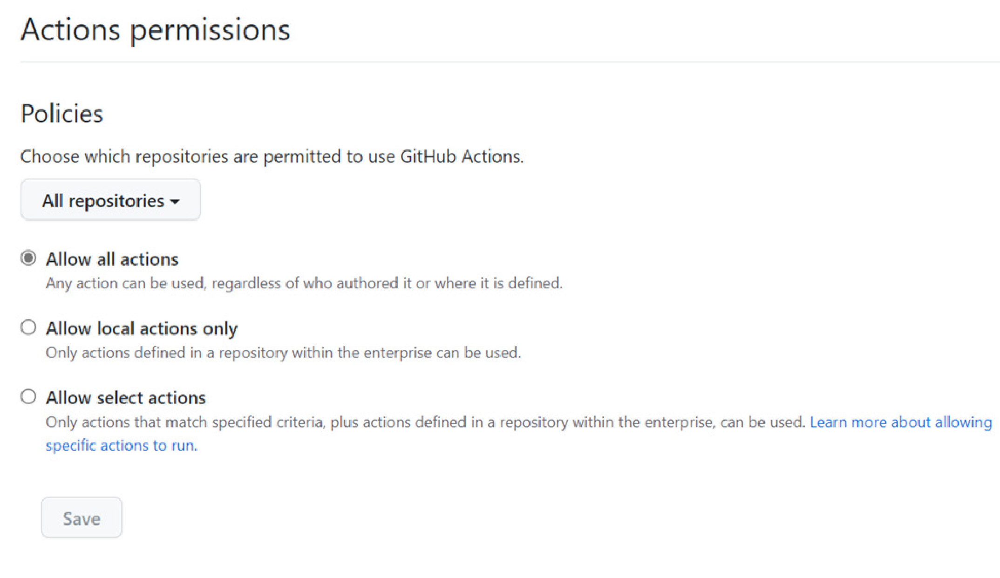 Actions permissions
Policies
Choose which repositories are permitted to use GitHub Actions.
All repositories
Allow all actions
Any action can be used, regardless of who authored it or where it is defined.
Allow local actions only
Only actions defined in a repository within the enterprise can be used.
Allow select actions
Only actions that match specified criteria, plus actions defined in a repository within the enterprise, can be used. Learn more about allowing
specific actions to run.
Save